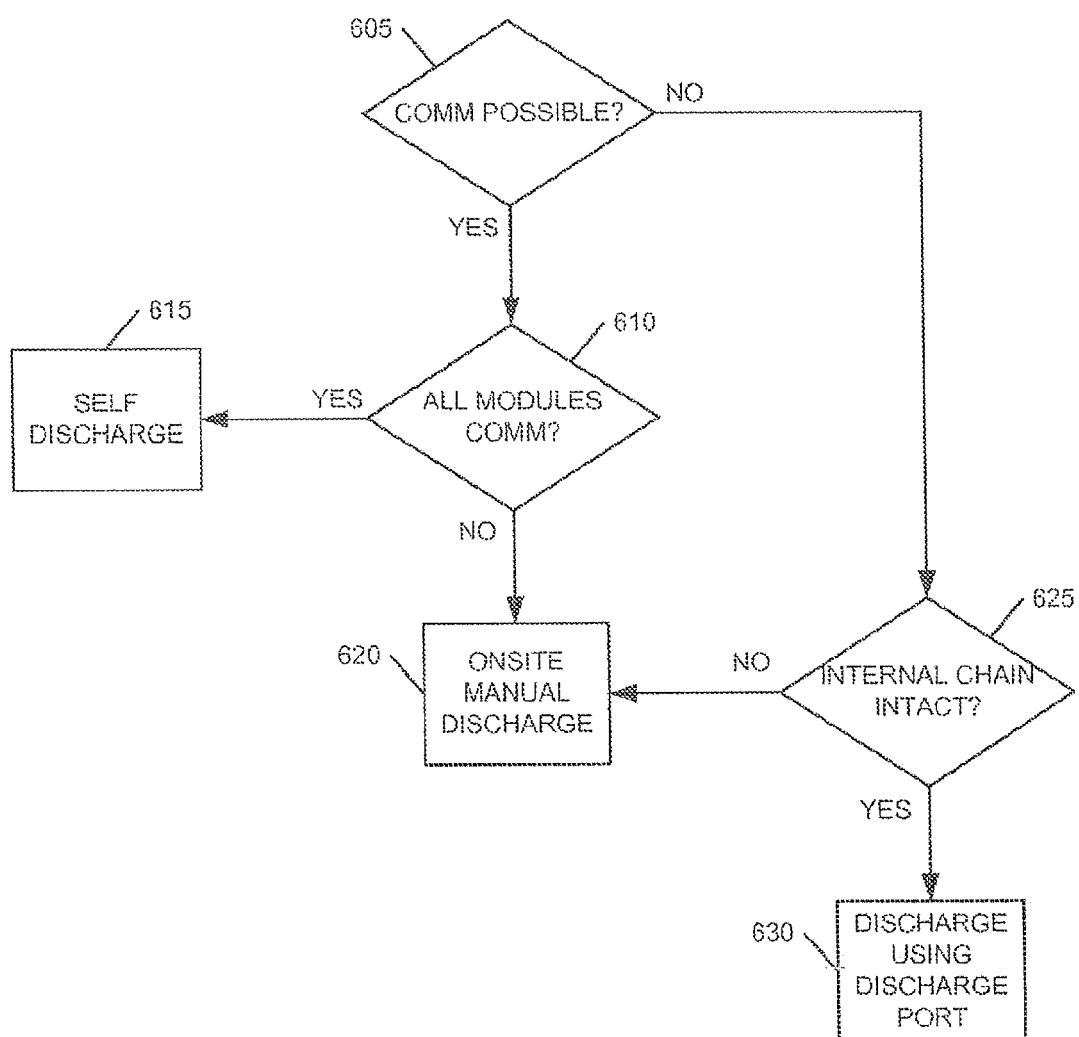 605
COMM POSSIBLE?
NO
YES
615
610
SELF
DISCHARGE
YES
ALL MODULES
COMM?
NO
625
620
ONSITE
MANUAL
DISCHARGE
NO
INTERNAL CHAIN
INTACT?
YES
630
DISCHARGE
USING
DISCHARGE
PORT